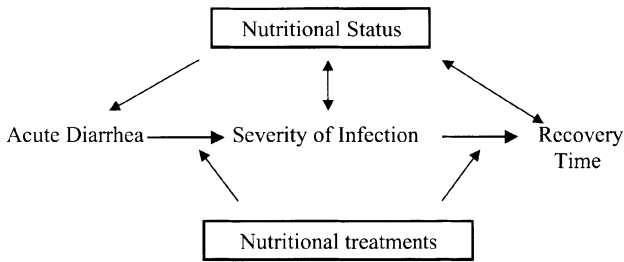 Nutritional Status
Acute Diarrhea
Severity of Infection
Recovery
Time
Nutritional treatments